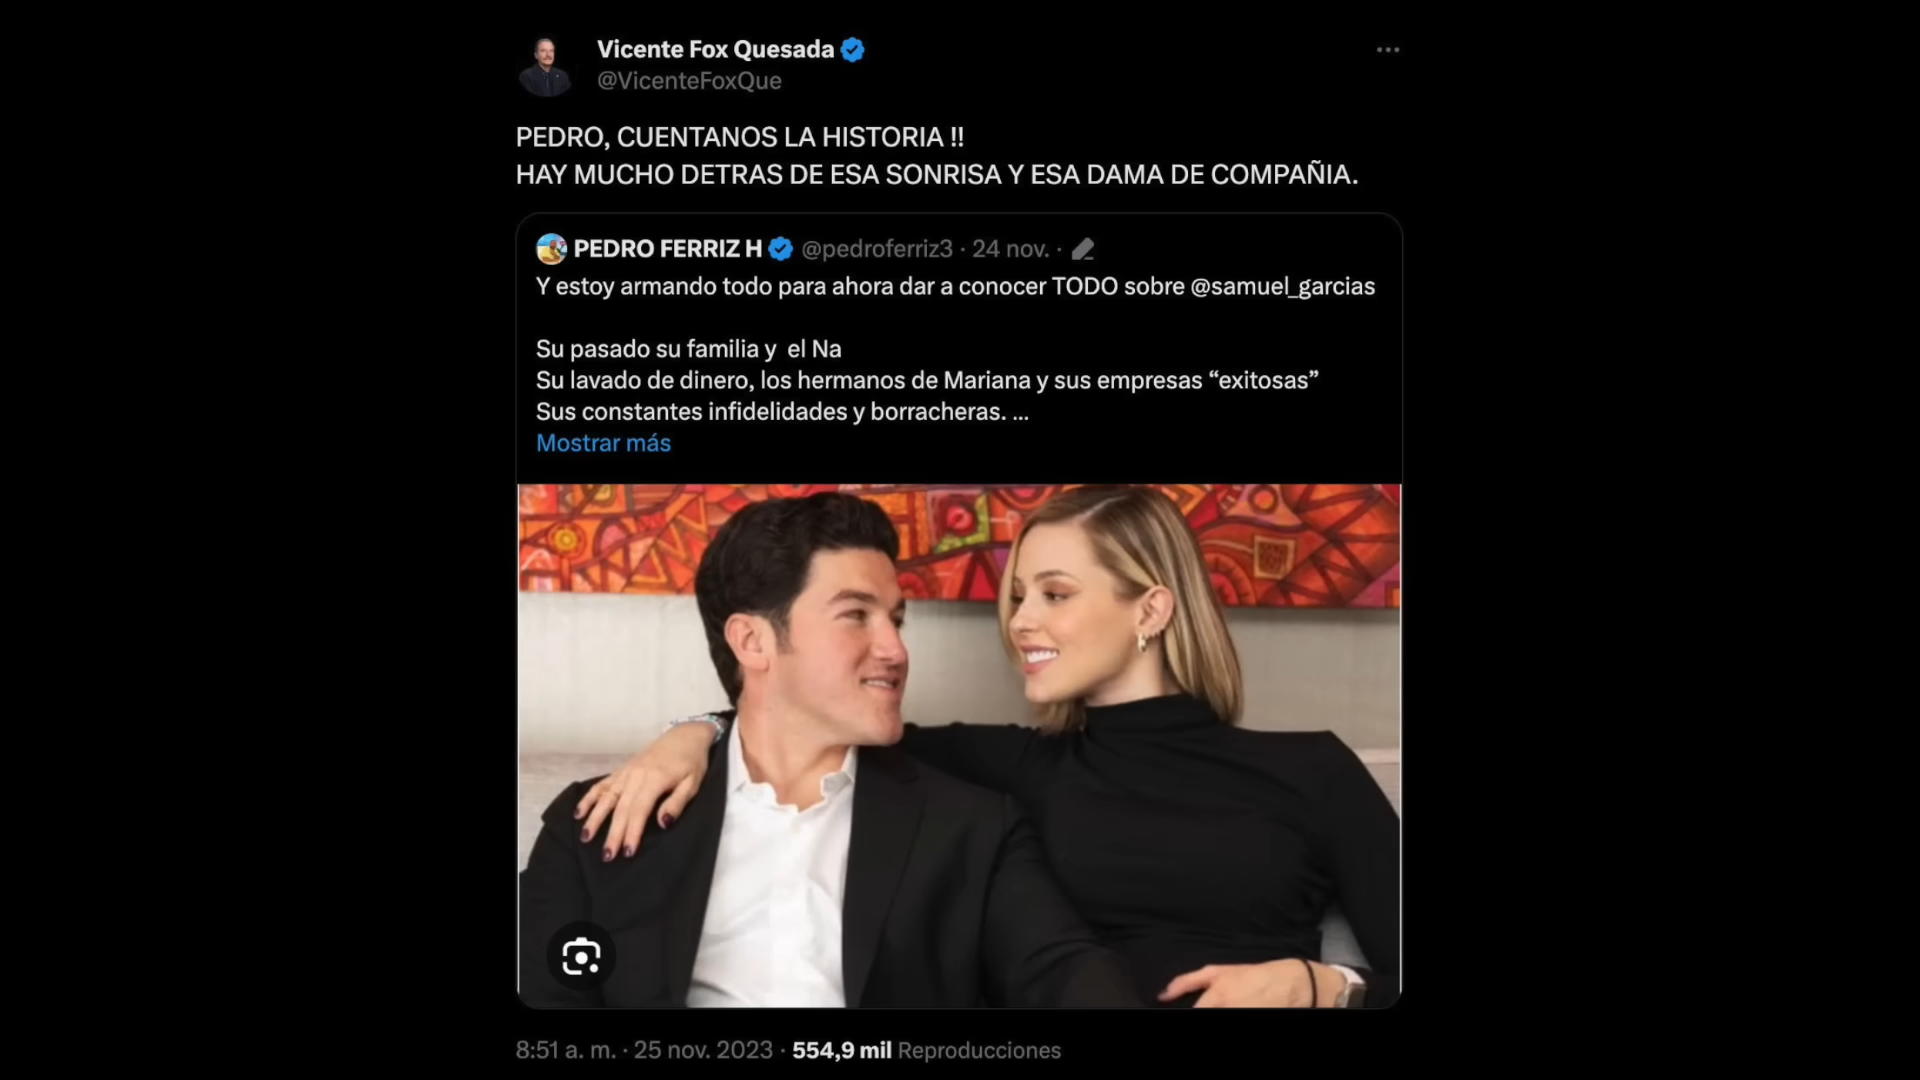 Vicente Fox Quesada
@VicenteFoxQue
PEDRO, CUENTANOS LA HISTORIA !!
HAY MUCHO DETRAS DE ESA SONRISA Y ESA DAMA DE COMPAÑIA.
PEDRO FERRIZ H @pedroferriz3 · 24 nov. ·
Y estoy armando todo para ahora dar a conocer TODO sobre @samuel_garcias
Su pasado su familia y  el Na
Su lavado de dinero, los hermanos de Mariana y sus empresas “exitosas”
Sus constantes infidelidades y borracheras. ...
Mostrar más
8:51 a. m. · 25 nov. 2023 · 554,9 mil Reproducciones